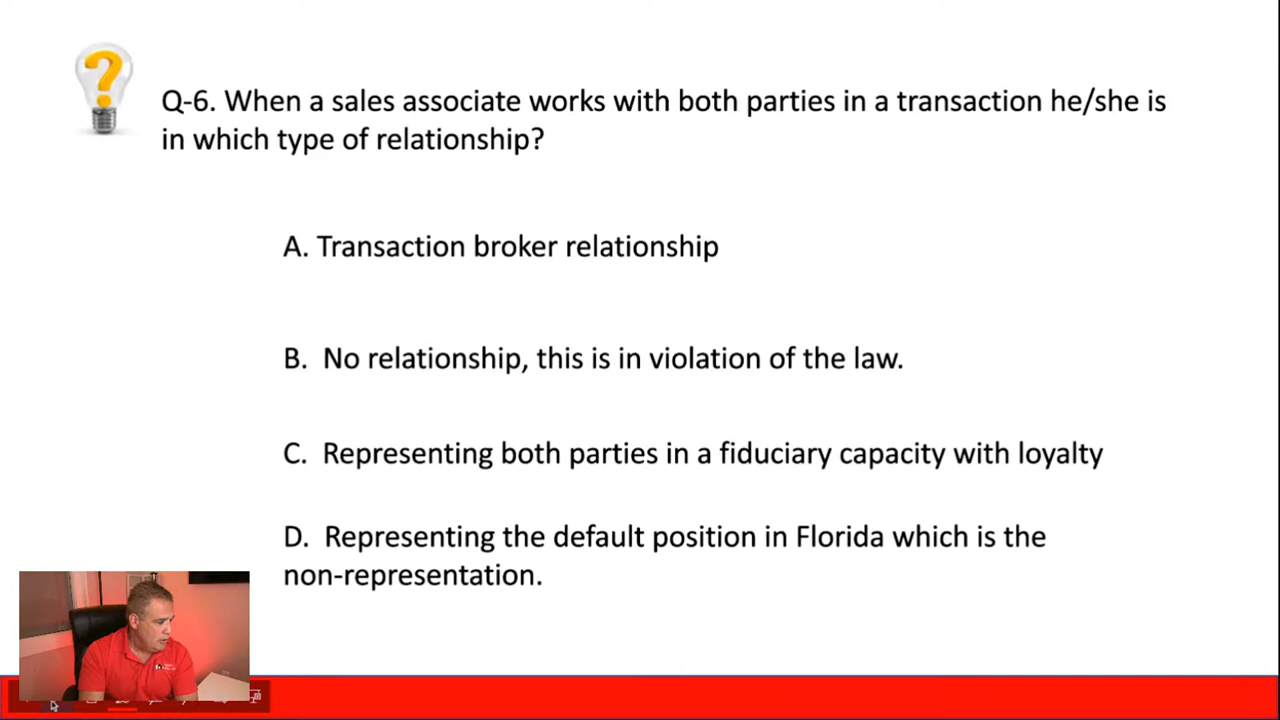 Q-6. When a sales associate works with both parties in a transaction he/she is
in which type of relationship?
A. Transaction broker relationship
B. No relationship, this is in violation of the law.
C. Representing both parties in a fiduciary capacity with loyalty
D. Representing the default position in Florida which is the
non-representation.